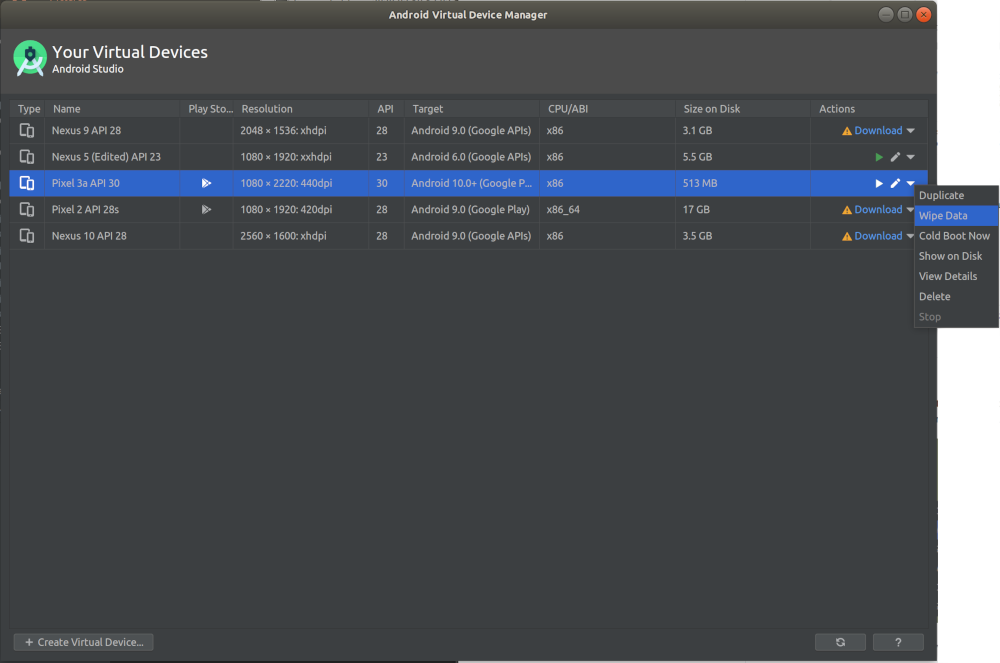 Android Virtual Device Manager
Your Virtual Devices
Android Studio
Type Name Play Sto... Resolution API Target CPU/ABI Size on Disk Actions
Nexus 9 API 28 2048 × 1536: xhdpi 28 Android 9.0 (Google APIs) x86 3.1 GB Download
Nexus 5 (Edited) API 23 1080 × 1920: xxhdpi 23 Android 6.0 (Google APIs) x86 5.5 GB
Pixel 3a API 30 1080 × 2220: 440dpi 30 Android 10.0+ (Google P... x86 513 MB
Pixel 2 API 28s 1080 × 1920: 420dpi 28 Android 9.0 (Google Play) x86_64 17 GB Download
Nexus 10 API 28 2560 × 1600: xhdpi 28 Android 9.0 (Google APIs) x86 3.5 GB Download
Duplicate
Wipe Data
Cold Boot Now
Show on Disk
View Details
Delete
Stop
+ Create Virtual Device... ?